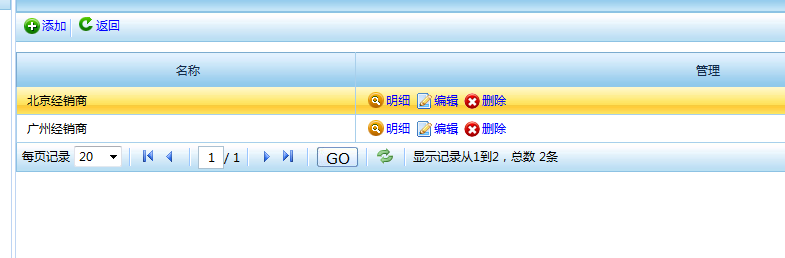 添加 返回
名称 管理
北京经销商 明细 编辑 删除
广州经销商 明细 编辑 删除
每页记录 20 1 / 1 GO 显示记录从1到2，总数 2条